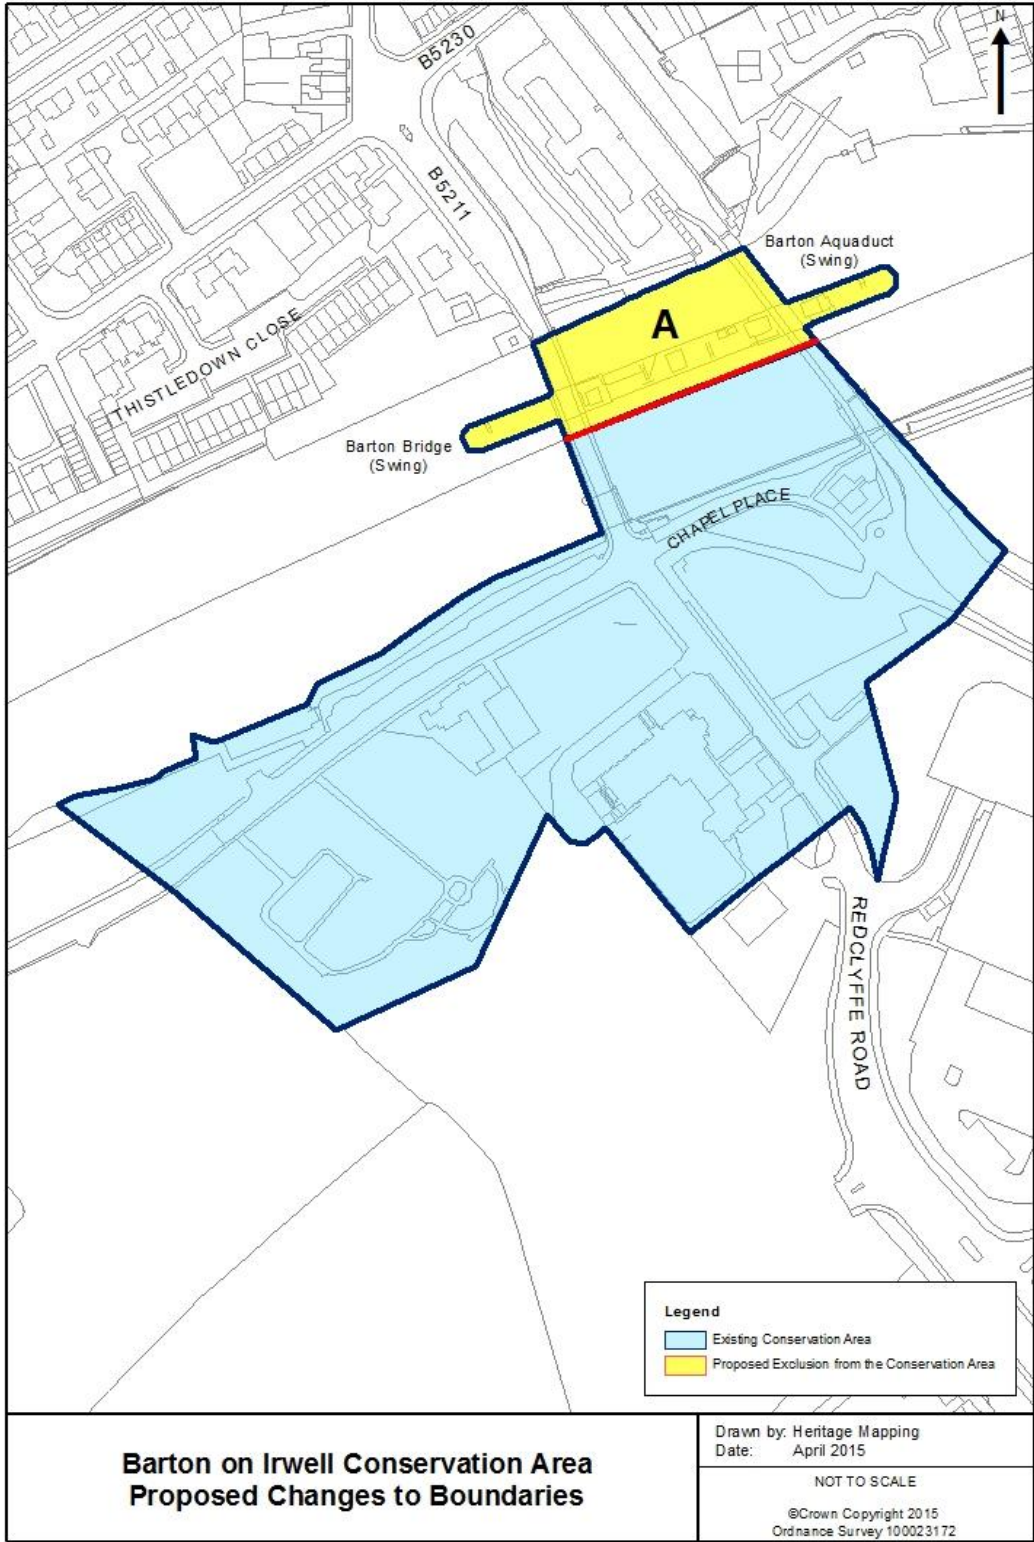 N
B5230
B5211
Barton Aquaduct
(Swing)
A
THISTLEDOWN CLOSE
Barton Bridge
(Swing)
CHAPEL PLACE
REDCLYFFE ROAD
Legend
Existing Conservation Area
Proposed Exclusion from the Conservation Area
Barton on Irwell Conservation Area
Proposed Changes to Boundaries
Drawn by: Heritage Mapping
Date: April 2015
NOT TO SCALE
©Crown Copyright 2015
Ordnance Survey 100023172